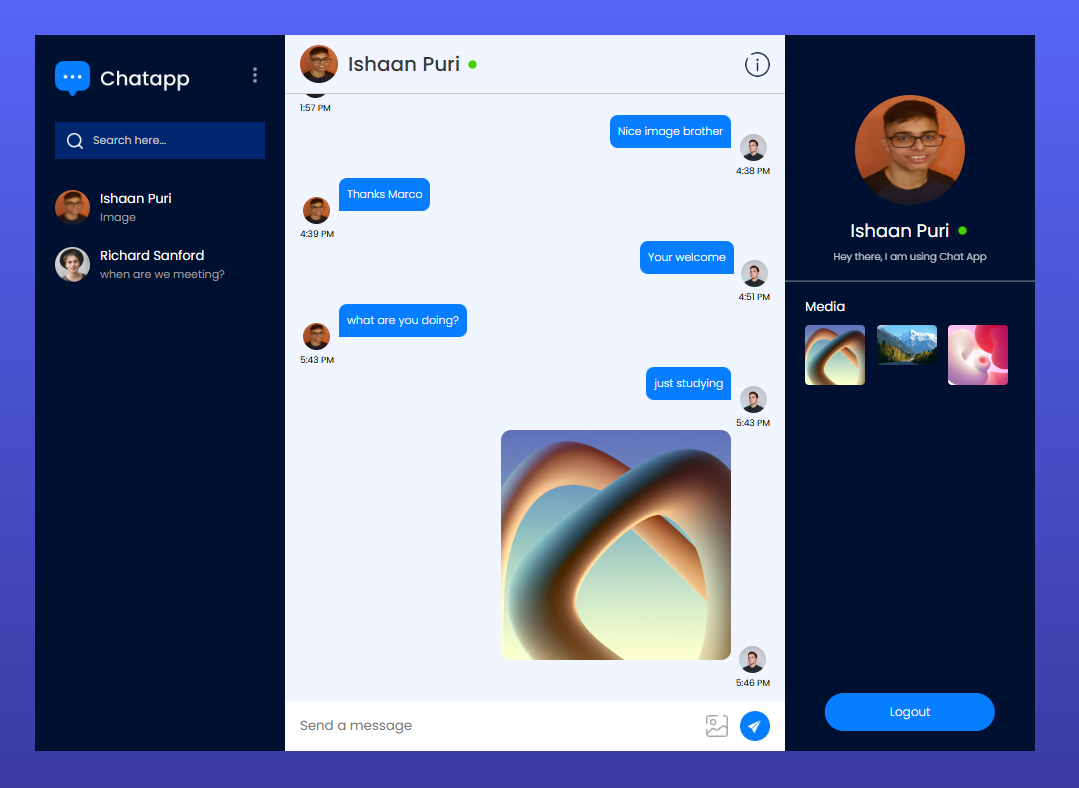 Chatapp
Search here...
Ishaan Puri
Image
Richard Sanford
when are we meeting?
Ishaan Puri
1:57 PM
Nice image brother
4:38 PM
Thanks Marco
4:39 PM
Your welcome
4:51 PM
what are you doing?
5:43 PM
just studying
5:43 PM
5:46 PM
Send a message
Ishaan Puri
Hey there, I am using Chat App
Media
Logout